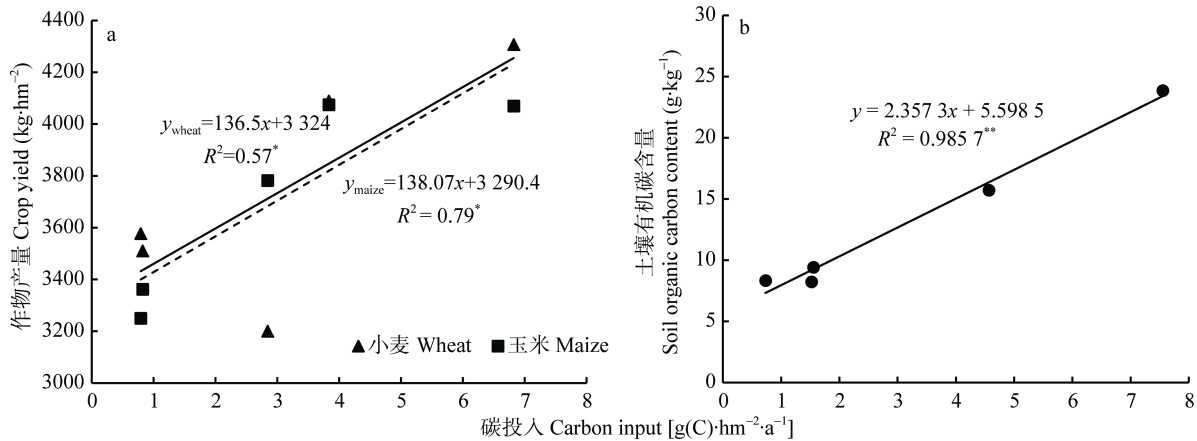 作物产量 Crop yield (kg·hm⁻²)
4400
4200
4000
3800
3600
3400
3200
3000
a
y_wheat=136.5x+3 324
R²=0.57*
y_maize=138.07x+3 290.4
R² = 0.79*
▲小麦 Wheat ■玉米 Maize
0 1 2 3 4 5 6 7 8
土壤有机碳含量
Soil organic carbon content (g·kg⁻¹)
30
25
20
15
10
5
0
b
y = 2.357 3x + 5.598 5
R² = 0.985 7**
0 1 2 3 4 5 6 7 8
碳投入 Carbon input [g(C)·hm⁻²·a⁻¹]